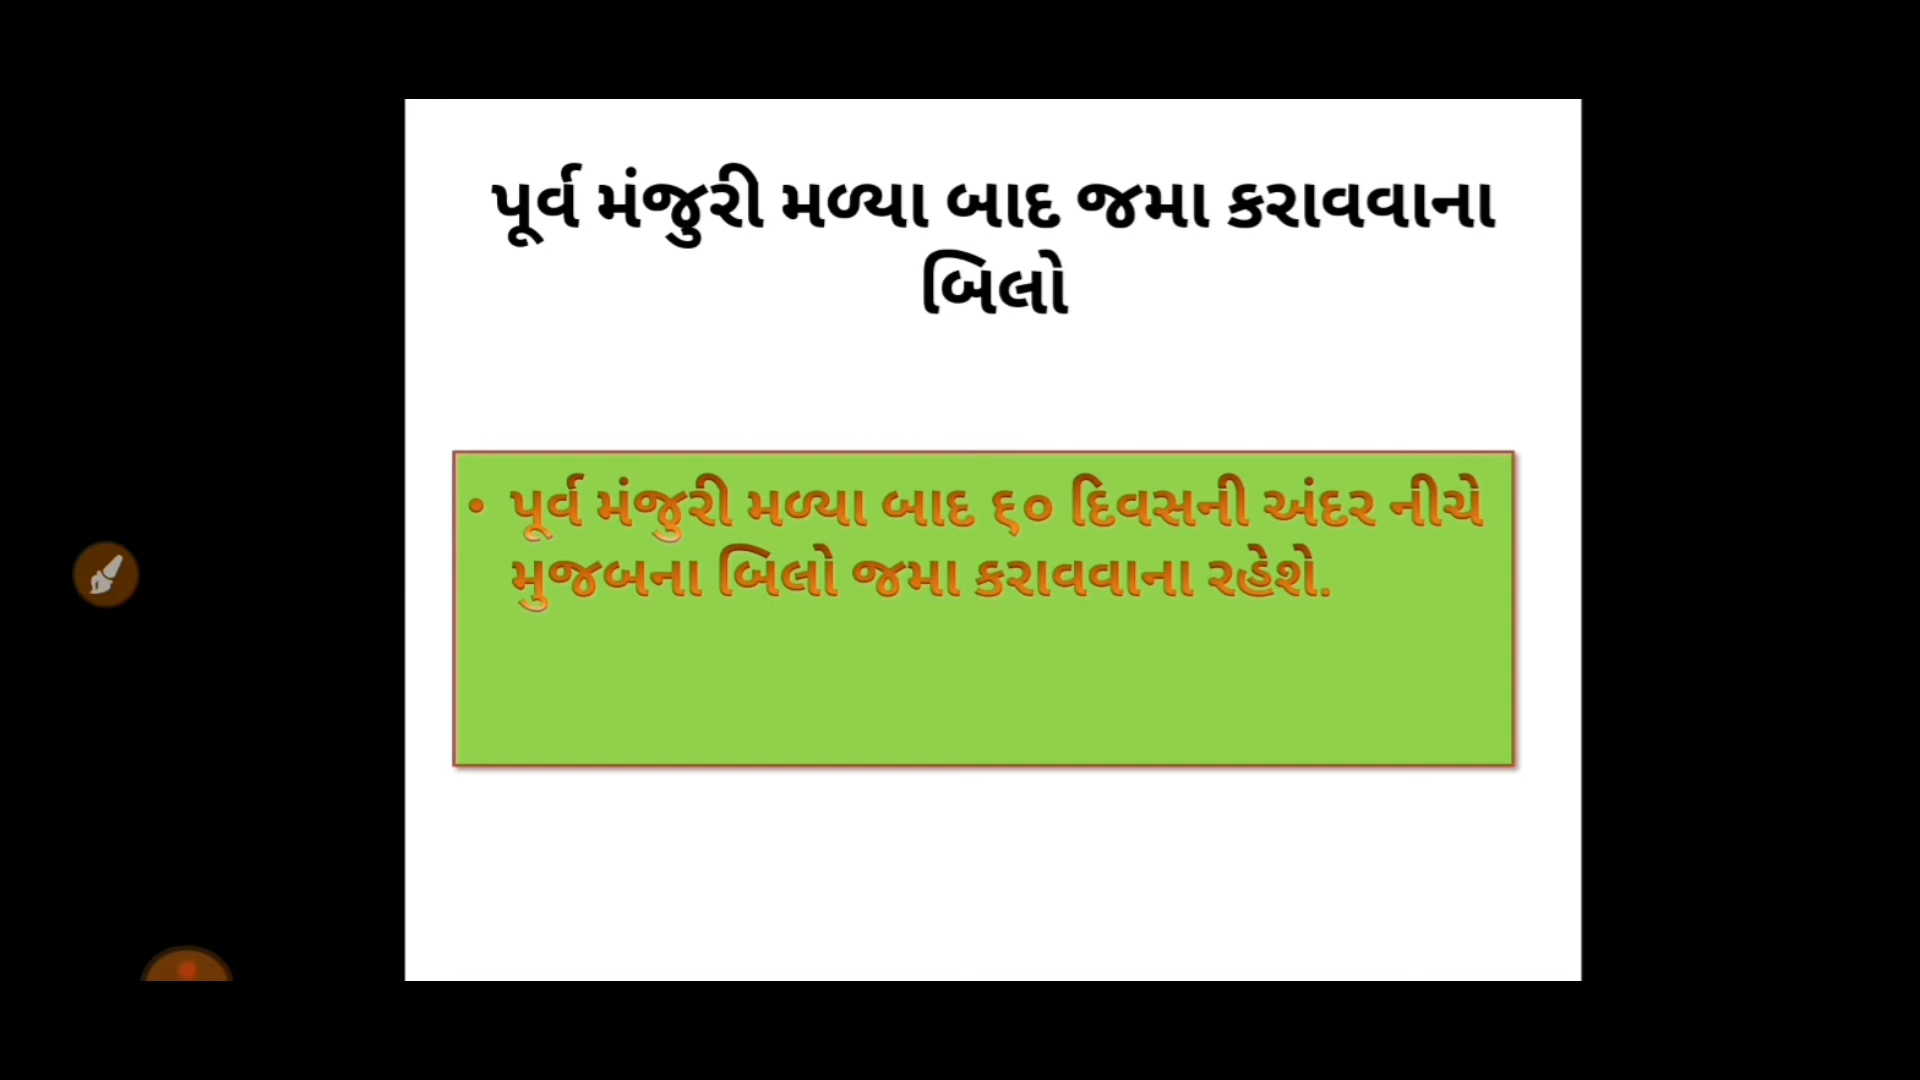 પૂર્વ મંજુરી મળ્યા બાદ જમા કરાવવાના
બિલો
• પૂર્વ મંજુરી મળ્યા બાદ ૬૦ દિવસની અંદર નીચે
મુજબના બિલો જમા કરાવવાના રહેશે.